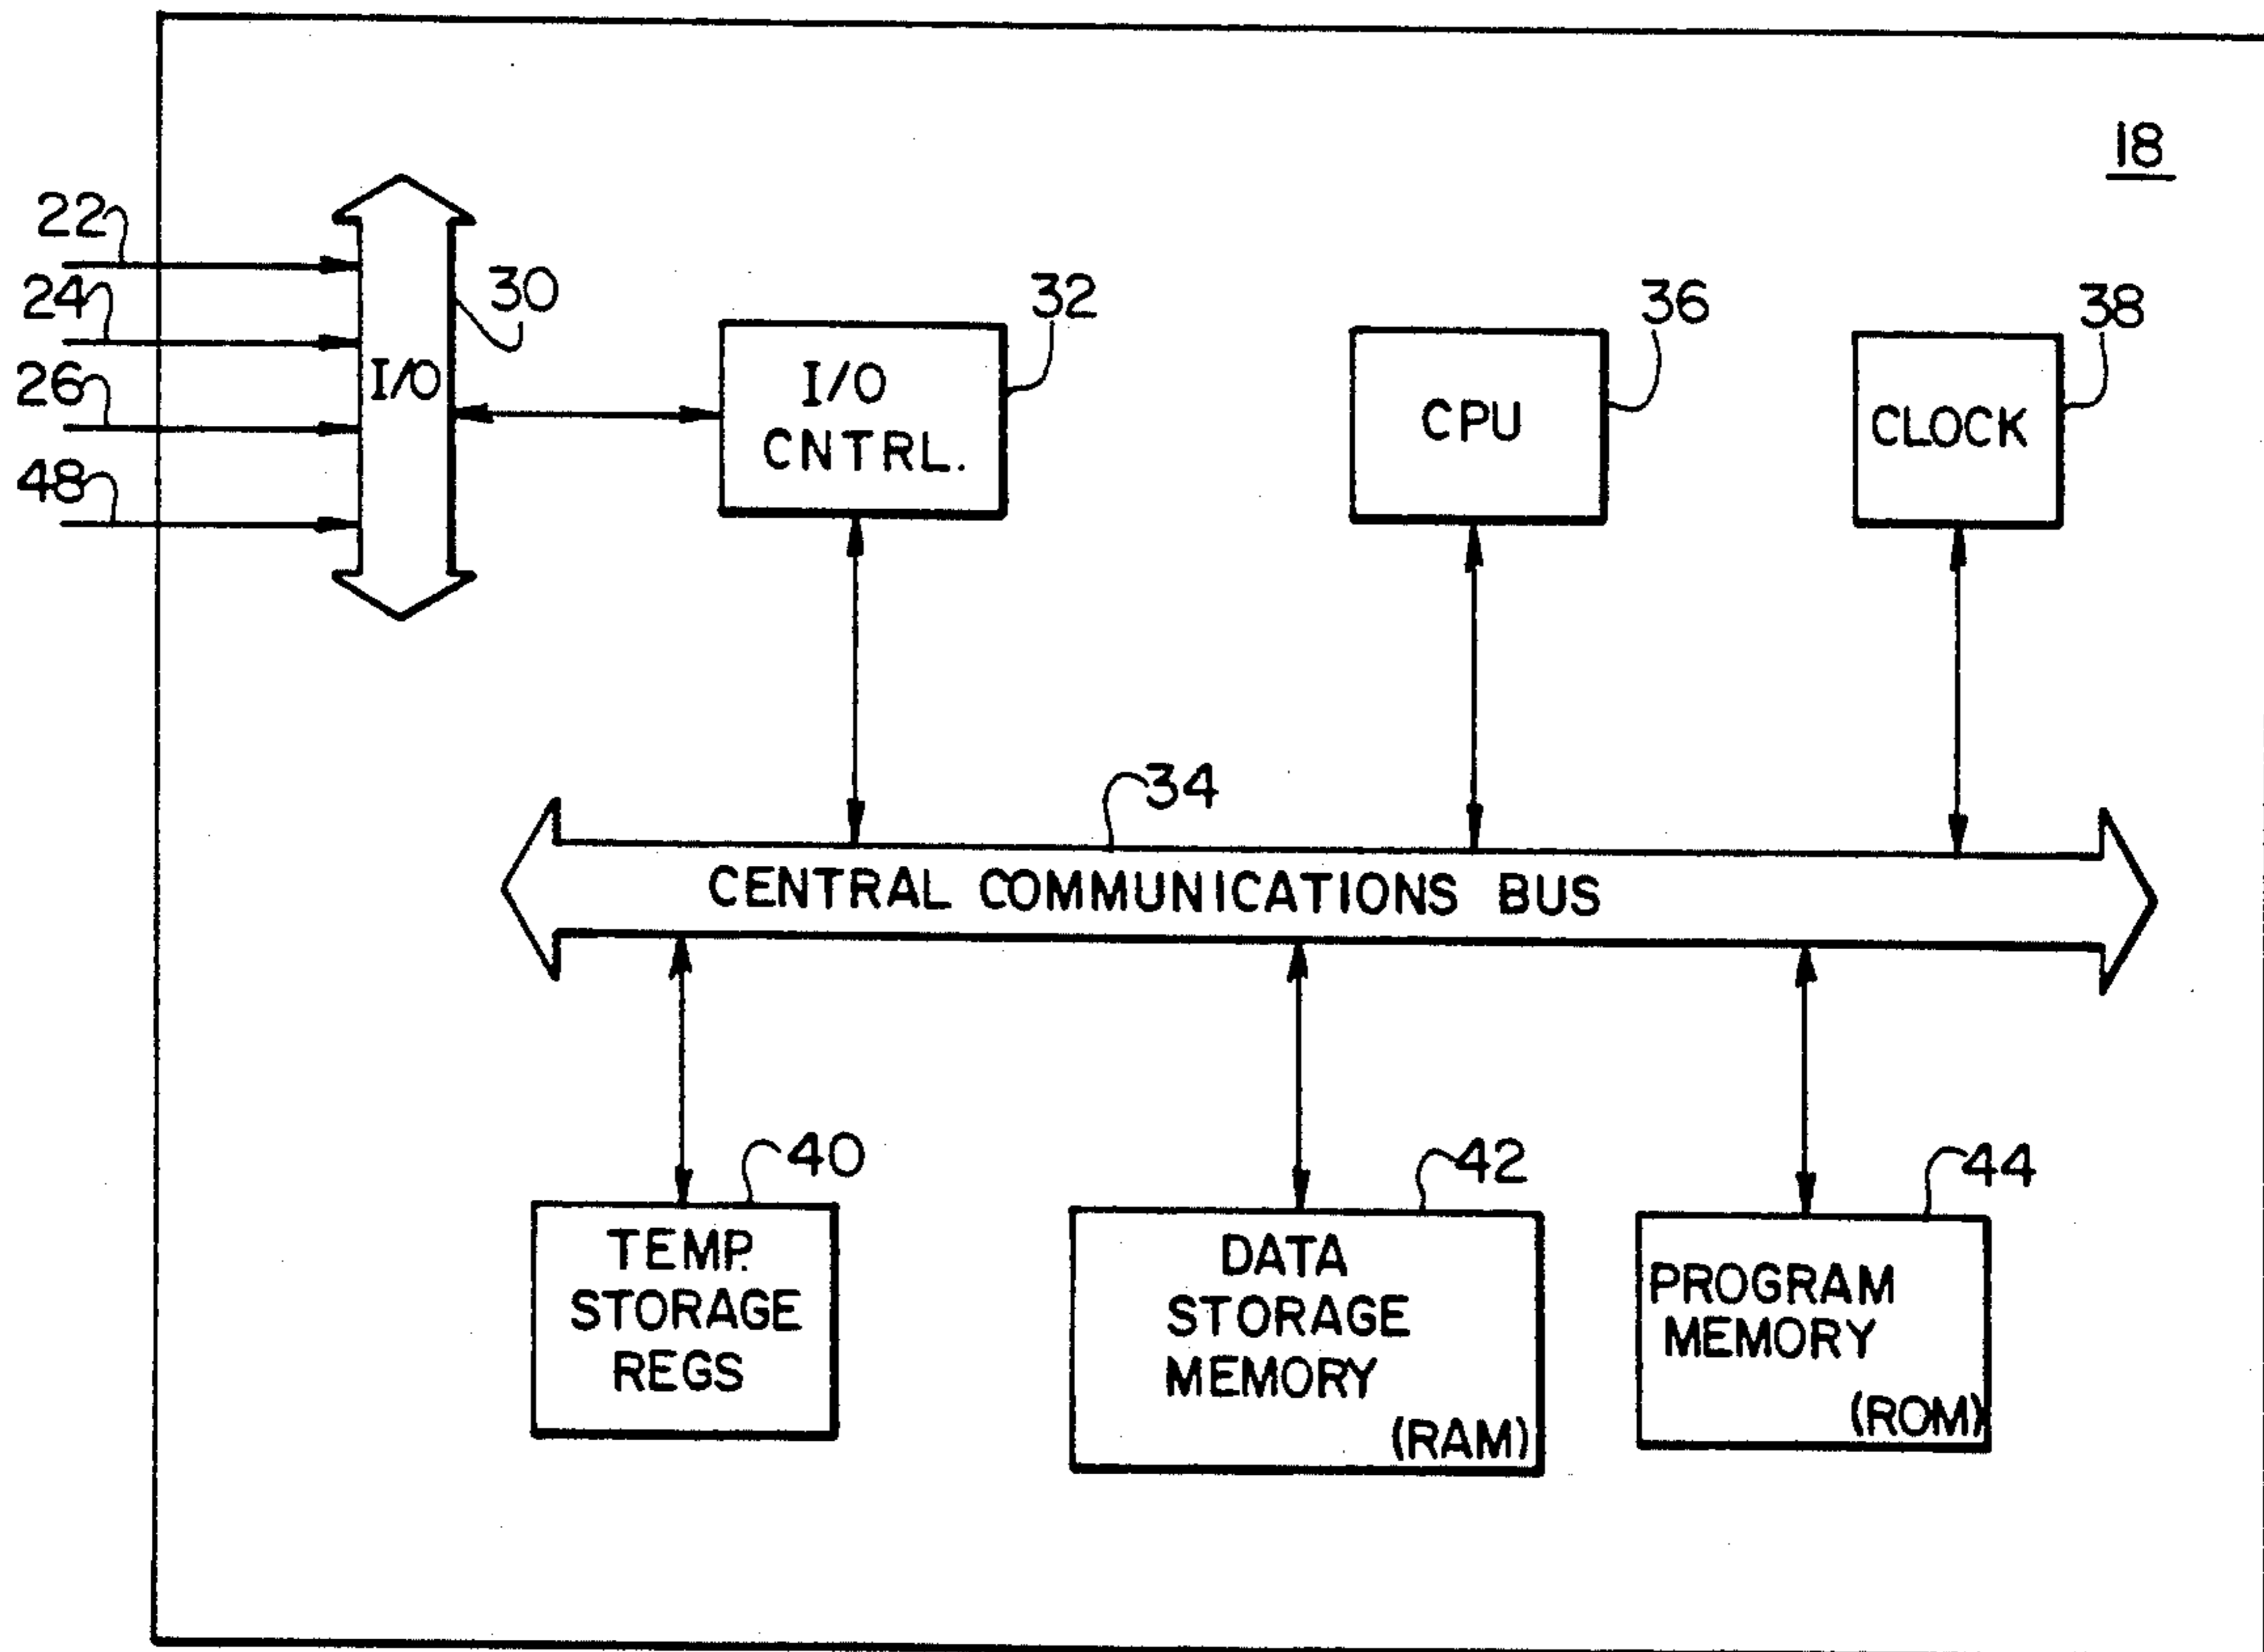 18
22
24
26
48
30
I/O
32
I/O
CNTRL.
36
CPU
38
CLOCK
34
CENTRAL COMMUNICATIONS BUS
40
TEMP.
STORAGE
REGS
42
DATA
STORAGE
MEMORY
(RAM)
44
PROGRAM
MEMORY
(ROM)